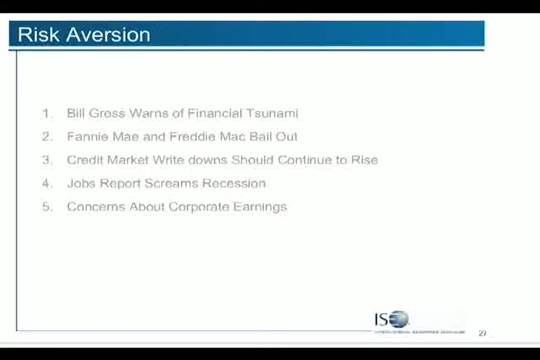 Risk Aversion
1. Bill Gross Warns of Financial Tsunami
2. Fannie Mae and Freddie Mac Bail Out
3. Credit Market Write downs Should Continue to Rise
4. Jobs Report Screams Recession
5. Concerns About Corporate Earnings
ISE
27